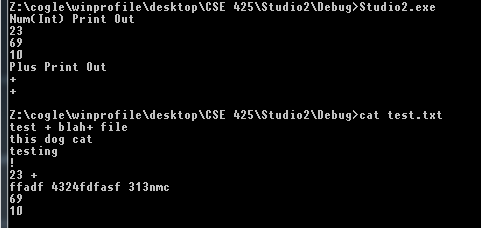 Z:\cogle\winprofile\desktop\CSE 425\Studio2\Debug>Studio2.exe
Num(Int) Print Out
23
69
10
Plus Print Out
+
+
Z:\cogle\winprofile\desktop\CSE 425\Studio2\Debug>cat test.txt
test + blah+ file
this dog cat
testing
!
23 +
ffadf 4324fdfasf 313nmc
69
10